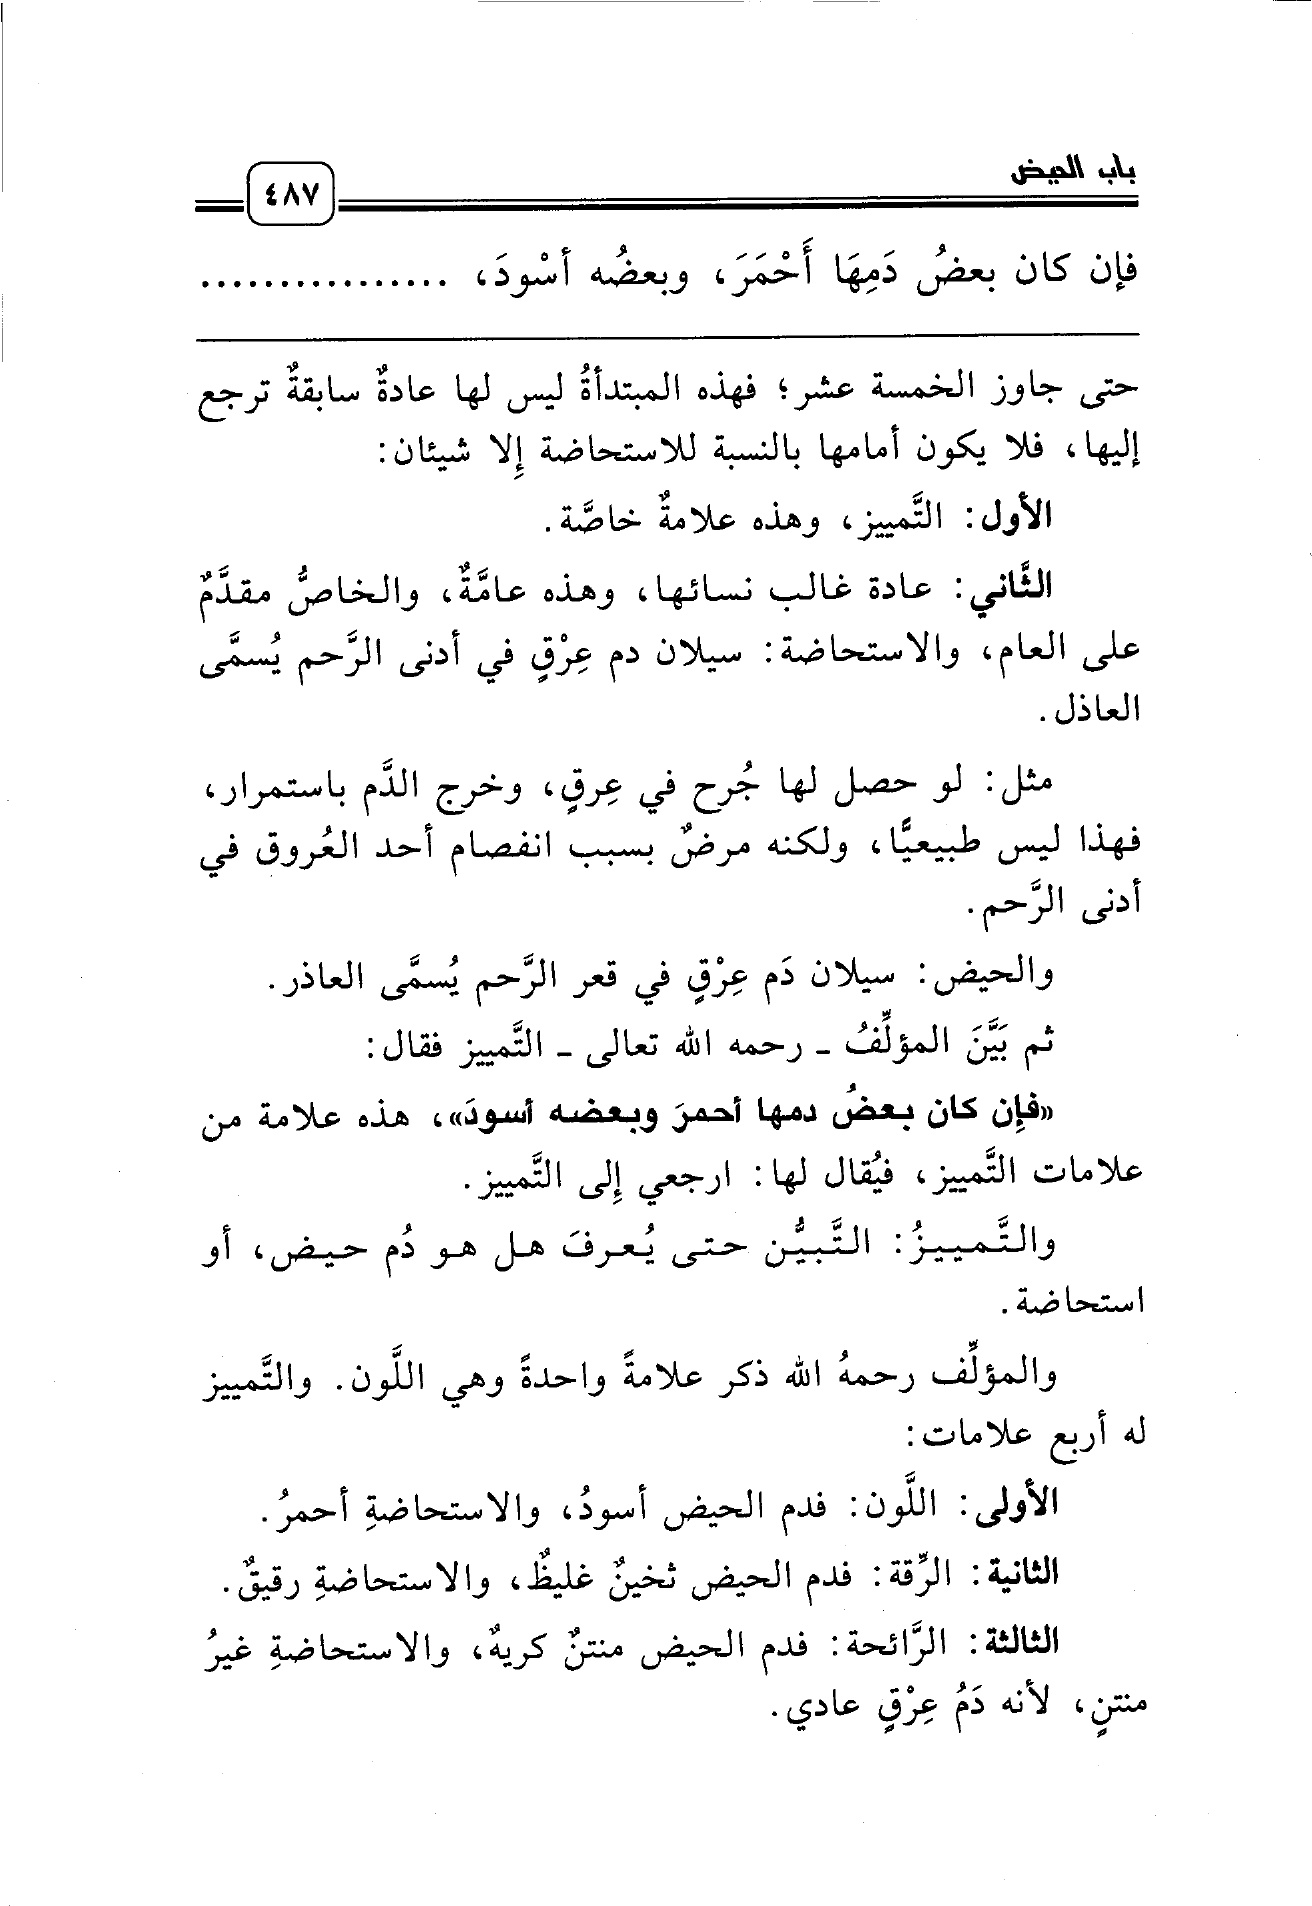 باب الحيض
٤٨٧
فإن كان بعضُ دَمِهَا أَحْمَرَ، وبعضُه أسْودَ، ................
حتى جاوز الخمسة عشر؛ فهذه المبتدأةُ ليس لها عادةٌ سابقةٌ ترجع
إليها، فلا يكون أمامها بالنسبة للاستحاضة إِلا شيئان:
الأول: التَّمييز، وهذه علامةٌ خاصَّة.
الثَّاني: عادة غالب نسائها، وهذه عامَّةٌ، والخاصُّ مقدَّمٌ
على العام، والاستحاضة: سيلان دم عِرْقٍ في أدنى الرَّحم يُسمَّى
العاذل.
مثل: لو حصل لها جُرح في عِرقٍ، وخرج الدَّم باستمرار،
فهذا ليس طبيعيًّا، ولكنه مرضٌ بسبب انفصام أحد العُروق في
أدنى الرَّحم.
والحيض: سيلان دَم عِرْقٍ في قعر الرَّحم يُسمَّى العاذر.
ثم بَيَّنَ المؤلِّفُ ـ رحمه الله تعالى ـ التَّمييز فقال:
«فإِن كان بعضُ دمها أحمرَ وبعضه أسودَ»، هذه علامة من
علامات التَّمييز، فيُقال لها: ارجعي إِلى التَّمييز.
والتَّمييزُ: التَّبيُّن حتى يُعرفَ هل هو دُم حيض، أو
استحاضة.
والمؤلِّف رحمهُ الله ذكر علامةً واحدةً وهي اللَّون. والتَّمييز
له أربع علامات:
الأولى: اللَّون: فدم الحيض أسودُ، والاستحاضةِ أحمرُ.
الثانية: الرِّقة: فدم الحيض ثخينٌ غليظٌ، والاستحاضةِ رقيقٌ.
الثالثة: الرَّائحة: فدم الحيض منتنٌ كريهٌ، والاستحاضةِ غيرُ
منتنٍ، لأنه دَمُ عِرْقٍ عادي.